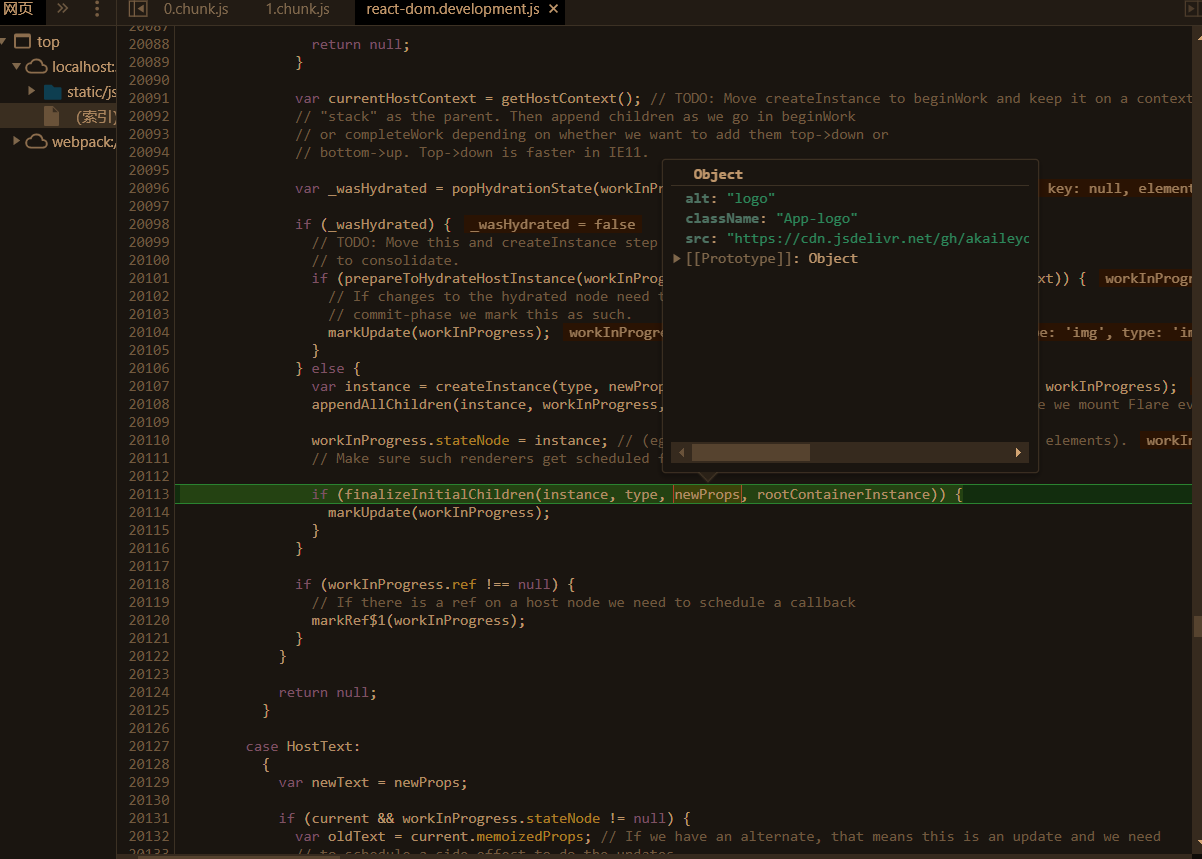 网页 » 0.chunk.js 1.chunk.js react-dom.development.js ×
top
localhost:
static/js
(索引)
webpack:/
20087
20088 return null;
20089 }
20090
20091 var currentHostContext = getHostContext(); // TODO: Move createInstance to beginWork and keep it on a context
20092 // "stack" as the parent. Then append children as we go in beginWork
20093 // or completeWork depending on whether we want to add them top->down or
20094 // bottom->up. Top->down is faster in IE11.
20095
20096 var _wasHydrated = popHydrationState(workInPr key: null, element
20097
20098 if (_wasHydrated) { _wasHydrated = false
20099 // TODO: Move this and createInstance step
20100 // to consolidate.
20101 if (prepareToHydrateHostInstance(workInProg xt)) { workInProgr
20102 // If changes to the hydrated node need t
20103 // commit-phase we mark this as such.
20104 markUpdate(workInProgress); workInProgre pe: 'img', type: 'im
20105 }
20106 } else {
20107 var instance = createInstance(type, newProp workInProgress);
20108 appendAllChildren(instance, workInProgress, e we mount Flare ev
20109
20110 workInProgress.stateNode = instance; // (eg elements). workIn
20111 // Make sure such renderers get scheduled f
20112
20113 if (finalizeInitialChildren(instance, type, newProps, rootContainerInstance)) {
20114 markUpdate(workInProgress);
20115 }
20116 }
20117
20118 if (workInProgress.ref !== null) {
20119 // If there is a ref on a host node we need to schedule a callback
20120 markRef$1(workInProgress);
20121 }
20122 }
20123
20124 return null;
20125 }
20126
20127 case HostText:
20128 {
20129 var newText = newProps;
20130
20131 if (current && workInProgress.stateNode != null) {
20132 var oldText = current.memoizedProps; // If we have an alternate, that means this is an update and we need
20133 // to schedule a side-effect to do the updates.
Object
alt: "logo"
className: "App-logo"
src: "https://cdn.jsdelivr.net/gh/akaileyc
[[Prototype]]: Object